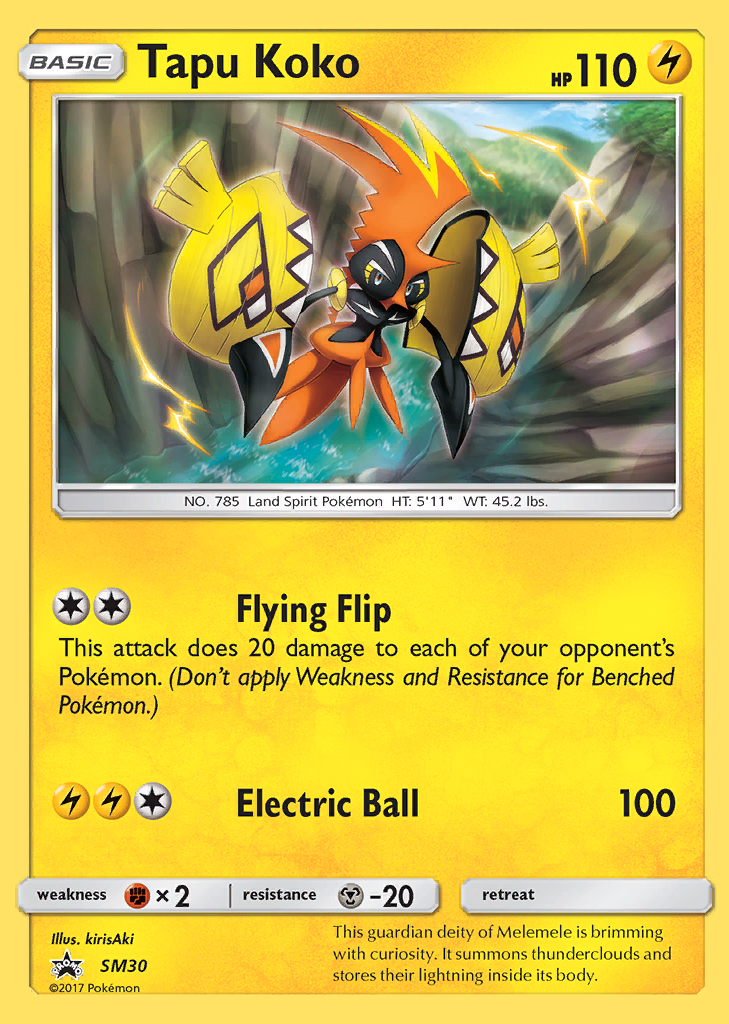 BASIC Tapu Koko HP 110
NO. 785 Land Spirit Pokémon HT: 5'11" WT: 45.2 lbs.
Flying Flip
This attack does 20 damage to each of your opponent's
Pokémon. (Don't apply Weakness and Resistance for Benched
Pokémon.)
Electric Ball 100
weakness ×2 resistance -20 retreat
Illus. kirisAki
PROMO SM30
©2017 Pokémon
This guardian deity of Melemele is brimming
with curiosity. It summons thunderclouds and
stores their lightning inside its body.